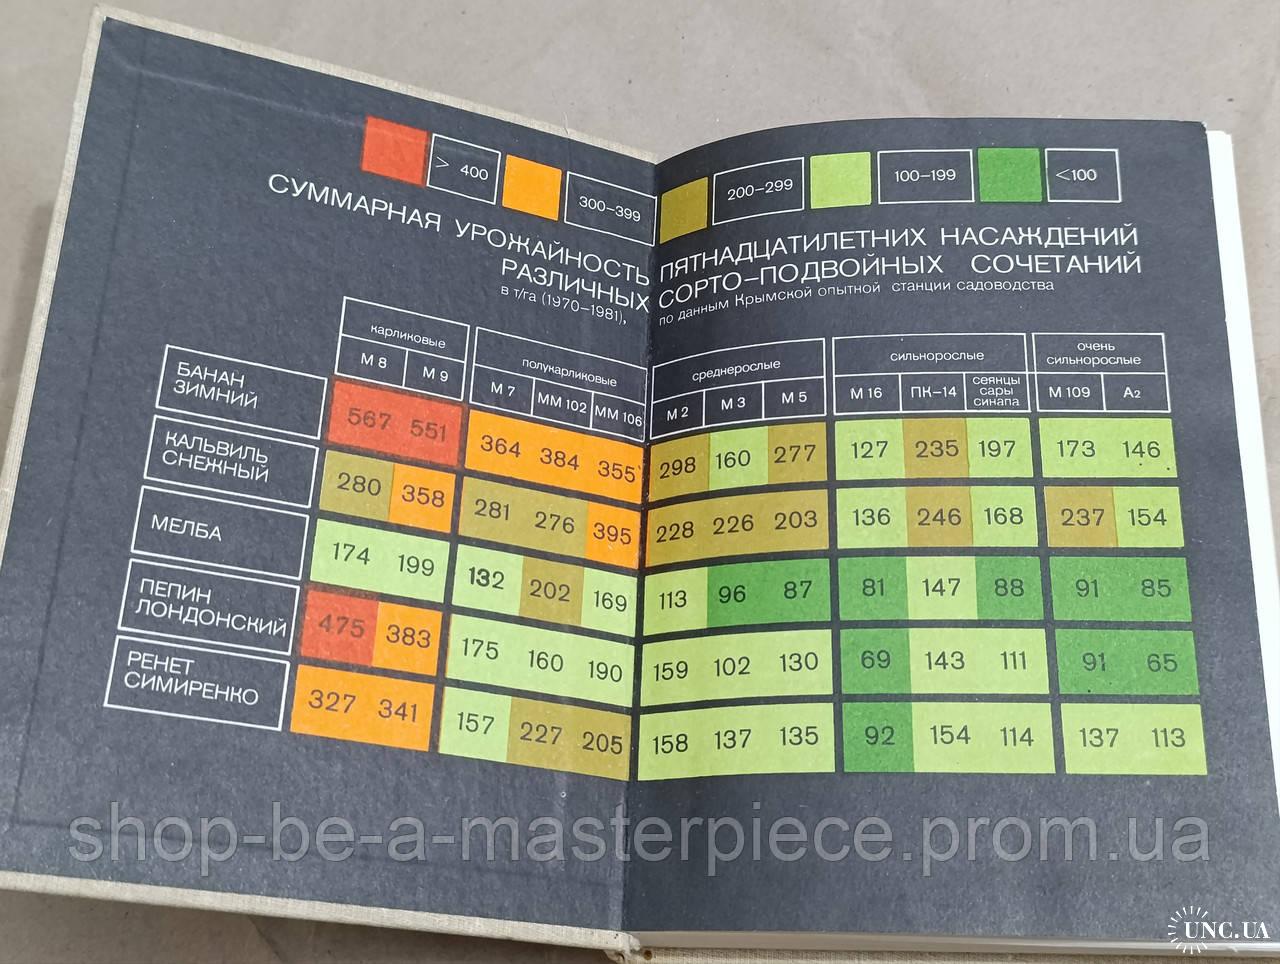 > 400
300–399
200–299
100–199
<100
СУММАРНАЯ УРОЖАЙНОСТЬ ПЯТНАДЦАТИЛЕТНИХ НАСАЖДЕНИЙ
РАЗЛИЧНЫХ СОРТО–ПОДВОЙНЫХ СОЧЕТАНИЙ
в т/га (1970–1981), по данным Крымской опытной станции садоводства
карликовые полукарликовые среднерослые сильнорослые очень сильнорослые
М 8 М 9 М 7 ММ 102 ММ 106 М 2 М 3 М 5 М 16 ПК–14 сеянцы сары синапа М 109 А2
БАНАН ЗИМНИЙ 567 551 364 384 355 298 160 277 127 235 197 173 146
КАЛЬВИЛЬ СНЕЖНЫЙ 280 358 281 276 395 228 226 203 136 246 168 237 154
МЕЛБА 174 199 132 202 169 113 96 87 81 147 88 91 85
ПЕПИН ЛОНДОНСКИЙ 475 383 175 160 190 159 102 130 69 143 111 91 65
РЕНЕТ СИМИРЕНКО 327 341 157 227 205 158 137 135 92 154 114 137 113
shop-be-a-masterpiece.prom.ua
UNC.UA